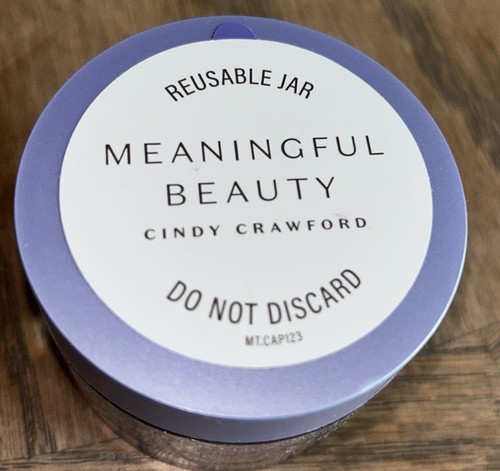 REUSABLE JAR
MEANINGFUL
BEAUTY
CINDY CRAWFORD
DO NOT DISCARD
MT.CAP123